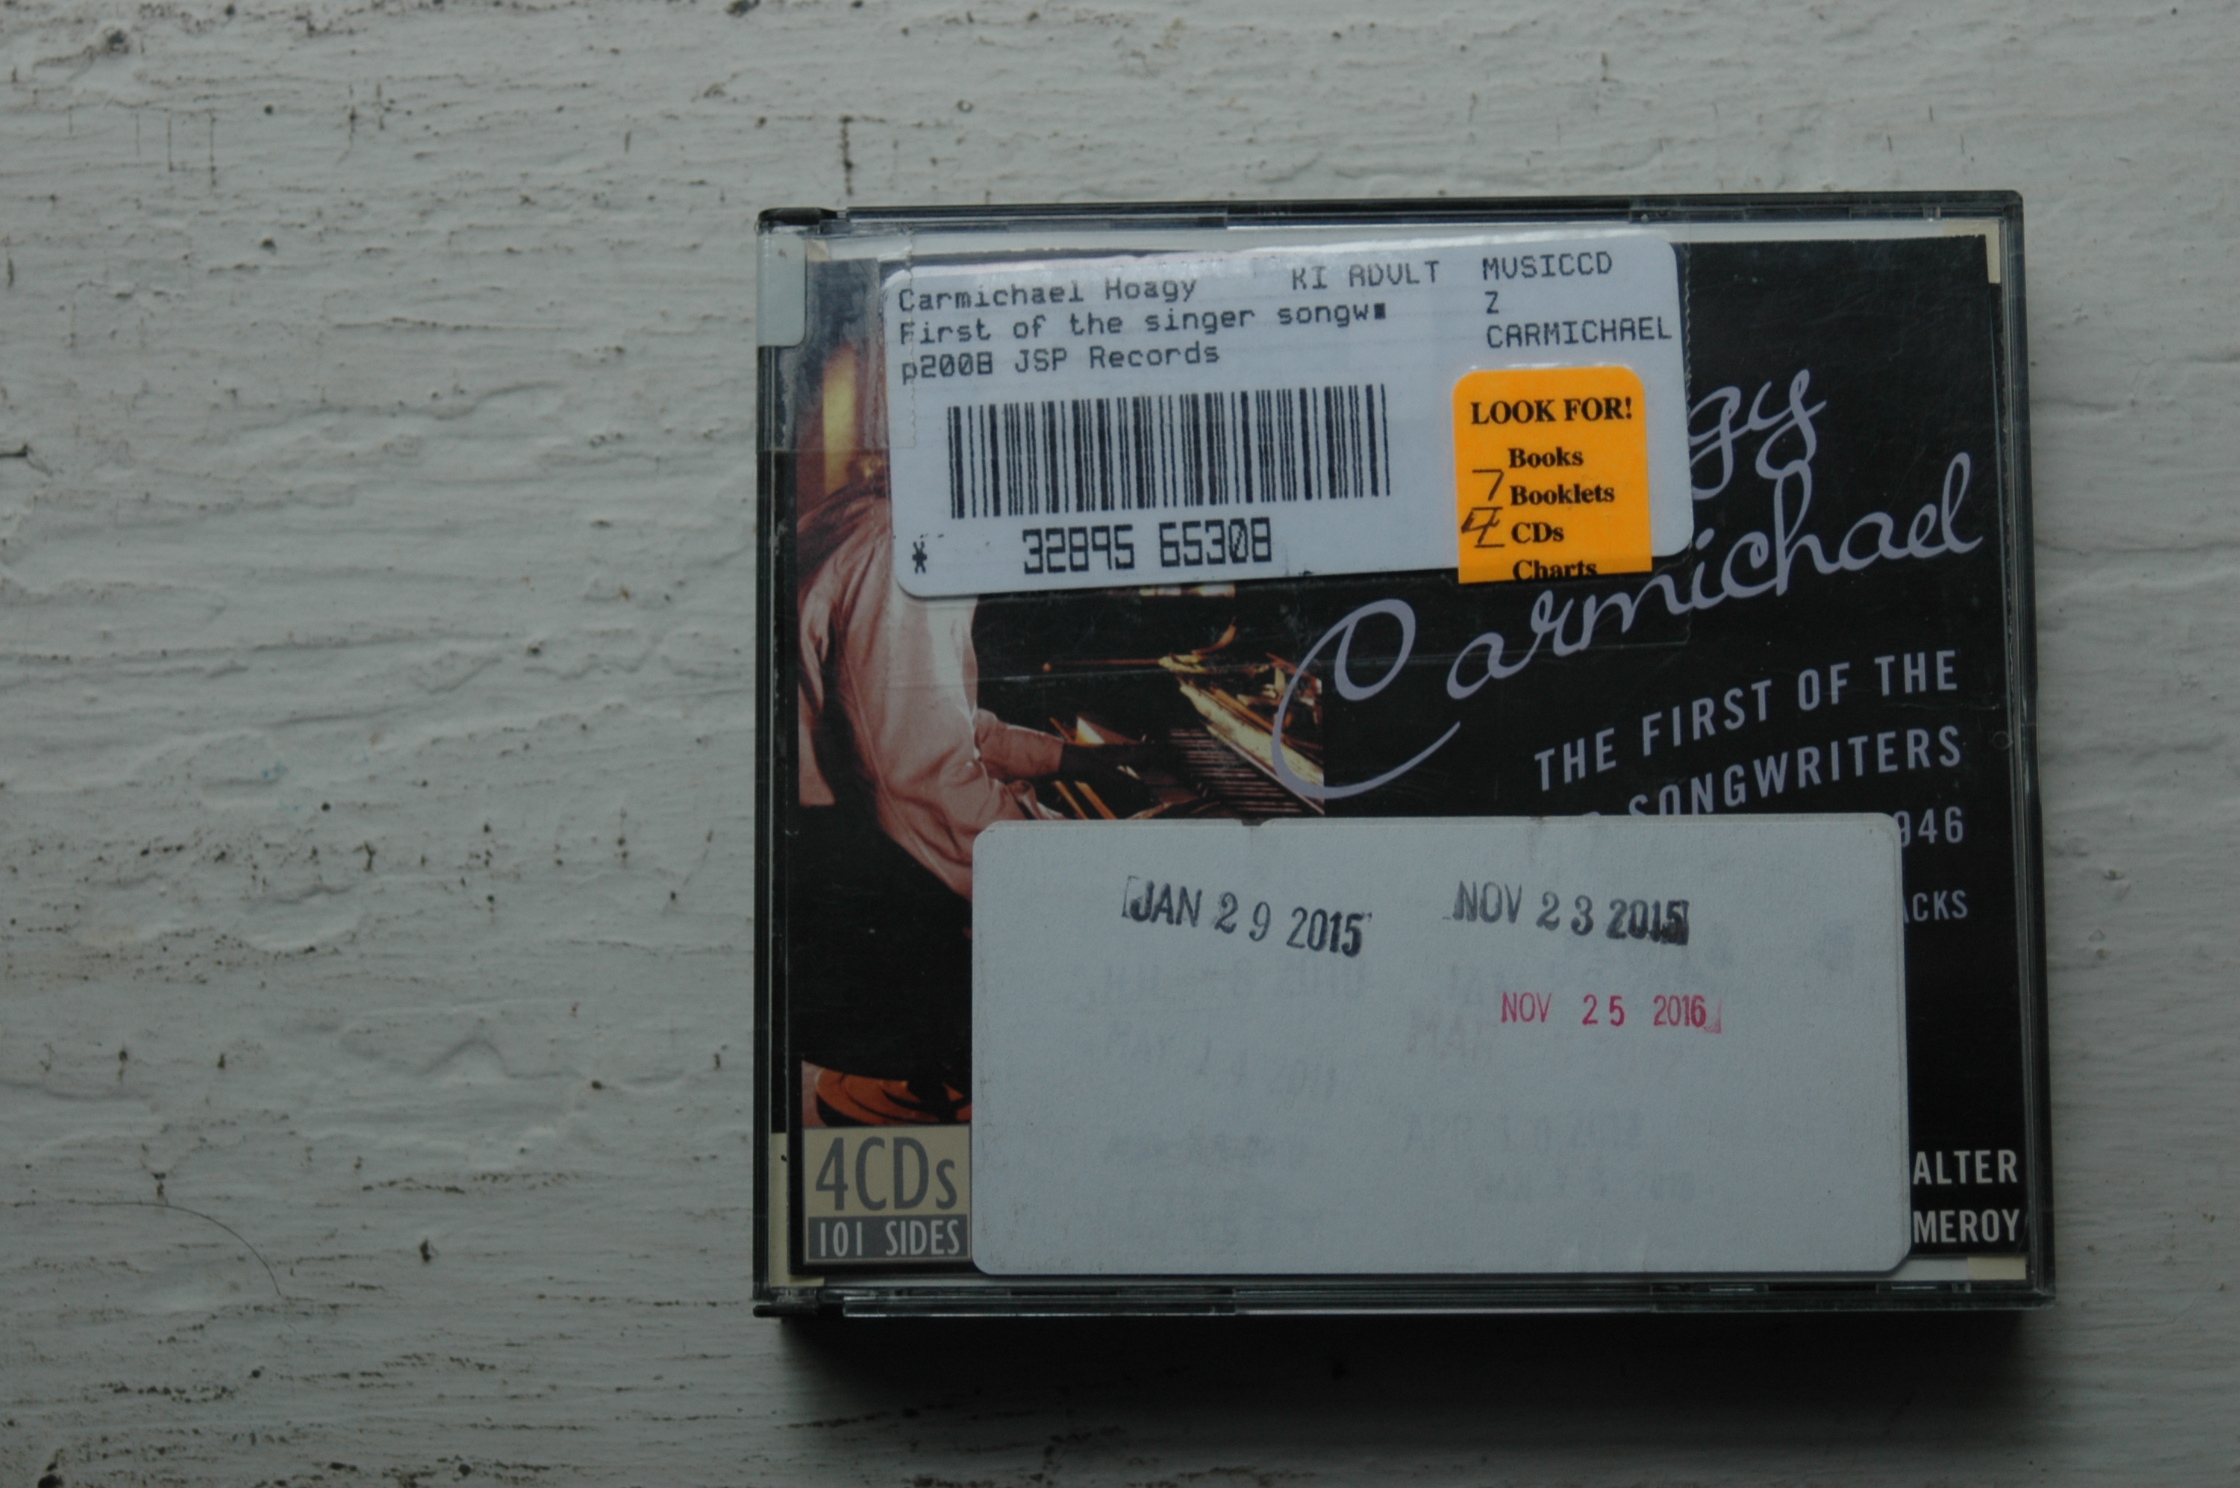 Carmichael Hoagy KI ADULT MUSICCD
First of the singer songw Z
p2008 JSP Records CARMICHAEL
* 32895 65308
LOOK FOR!
Books
7 Booklets
4 CDs
Charts
gy
Carmichael
THE FIRST OF THE
SONGWRITERS
946
ACKS
JAN 29 2015 NOV 23 2015
NOV 25 2016
4CDs
101 SIDES
ALTER
MEROY